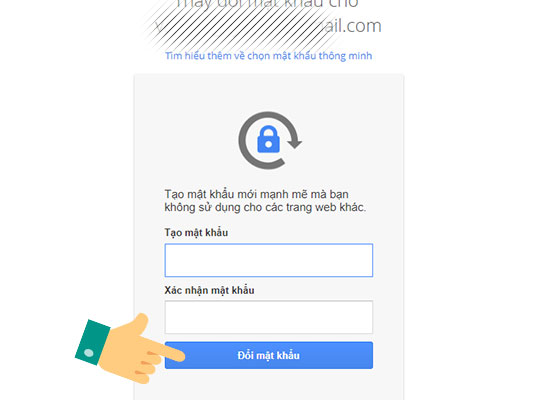 đổi mật khẩu cho
ail.com
Tìm hiểu thêm về chọn mật khẩu thông minh
Tạo mật khẩu mới mạnh mẽ mà bạn
không sử dụng cho các trang web khác.
Tạo mật khẩu
Xác nhận mật khẩu
Đổi mật khẩu